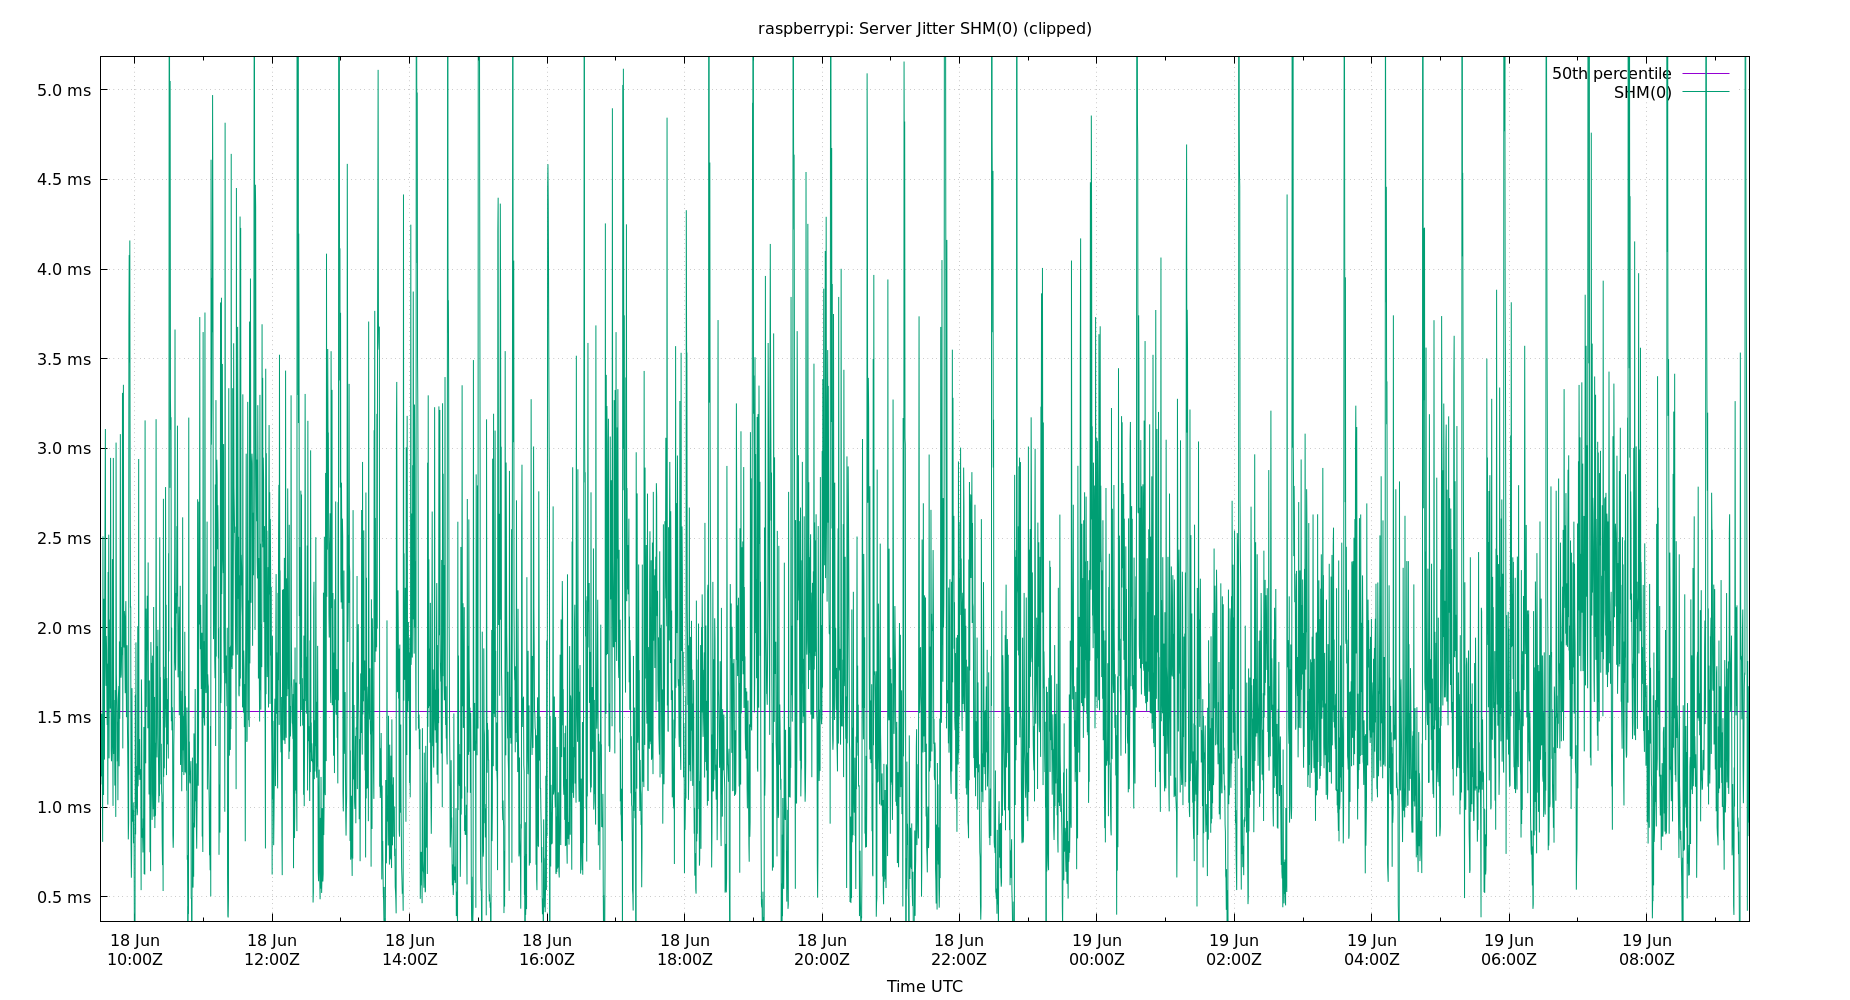 raspberrypi: Server Jitter SHM(0) (clipped)
50th percentile
SHM(0)
5.0 ms
4.5 ms
4.0 ms
3.5 ms
3.0 ms
2.5 ms
2.0 ms
1.5 ms
1.0 ms
0.5 ms
18 Jun 18 Jun 18 Jun 18 Jun 18 Jun 18 Jun 18 Jun 19 Jun 19 Jun 19 Jun 19 Jun 19 Jun
10:00Z 12:00Z 14:00Z 16:00Z 18:00Z 20:00Z 22:00Z 00:00Z 02:00Z 04:00Z 06:00Z 08:00Z
Time UTC